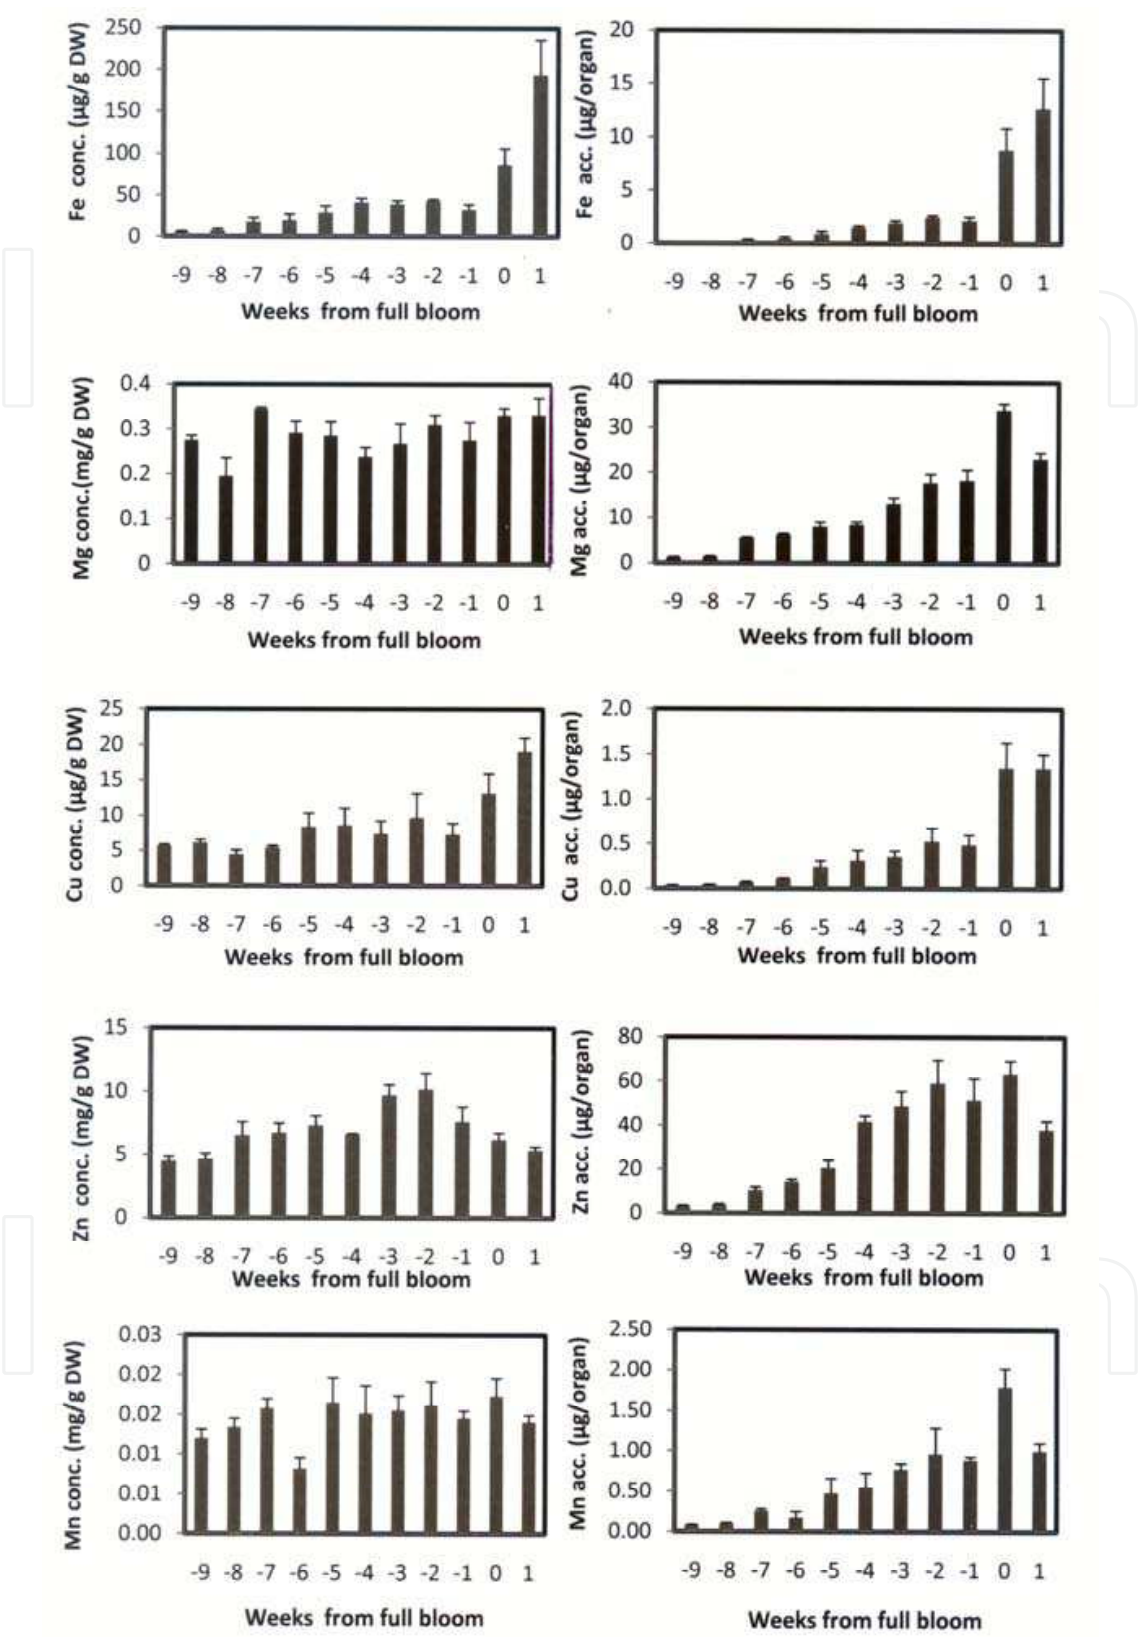 Fe conc. (µg/g DW)
250
200
150
100
50
0
-9 -8 -7 -6 -5 -4 -3 -2 -1 0 1
Weeks from full bloom
Fe acc. (µg/organ)
20
15
10
5
0
-9 -8 -7 -6 -5 -4 -3 -2 -1 0 1
Weeks from full bloom
Mg conc.(mg/g DW)
0.4
0.3
0.2
0.1
0
-9 -8 -7 -6 -5 -4 -3 -2 -1 0 1
Weeks from full bloom
Mg acc. (µg/organ)
40
30
20
10
0
-9 -8 -7 -6 -5 -4 -3 -2 -1 0 1
Weeks from full bloom
Cu conc. (µg/g DW)
25
20
15
10
5
0
-9 -8 -7 -6 -5 -4 -3 -2 -1 0 1
Weeks from full bloom
Cu acc. (µg/organ)
2.0
1.5
1.0
0.5
0.0
-9 -8 -7 -6 -5 -4 -3 -2 -1 0 1
Weeks from full bloom
Zn conc. (mg/g DW)
15
10
5
0
-9 -8 -7 -6 -5 -4 -3 -2 -1 0 1
Weeks from full bloom
Zn acc. (µg/organ)
80
60
40
20
0
-9 -8 -7 -6 -5 -4 -3 -2 -1 0 1
Weeks from full bloom
Mn conc. (mg/g DW)
0.03
0.02
0.02
0.01
0.01
0.00
-9 -8 -7 -6 -5 -4 -3 -2 -1 0 1
Weeks from full bloom
Mn acc. (µg/organ)
2.50
2.00
1.50
1.00
0.50
0.00
-9 -8 -7 -6 -5 -4 -3 -2 -1 0 1
Weeks from full bloom